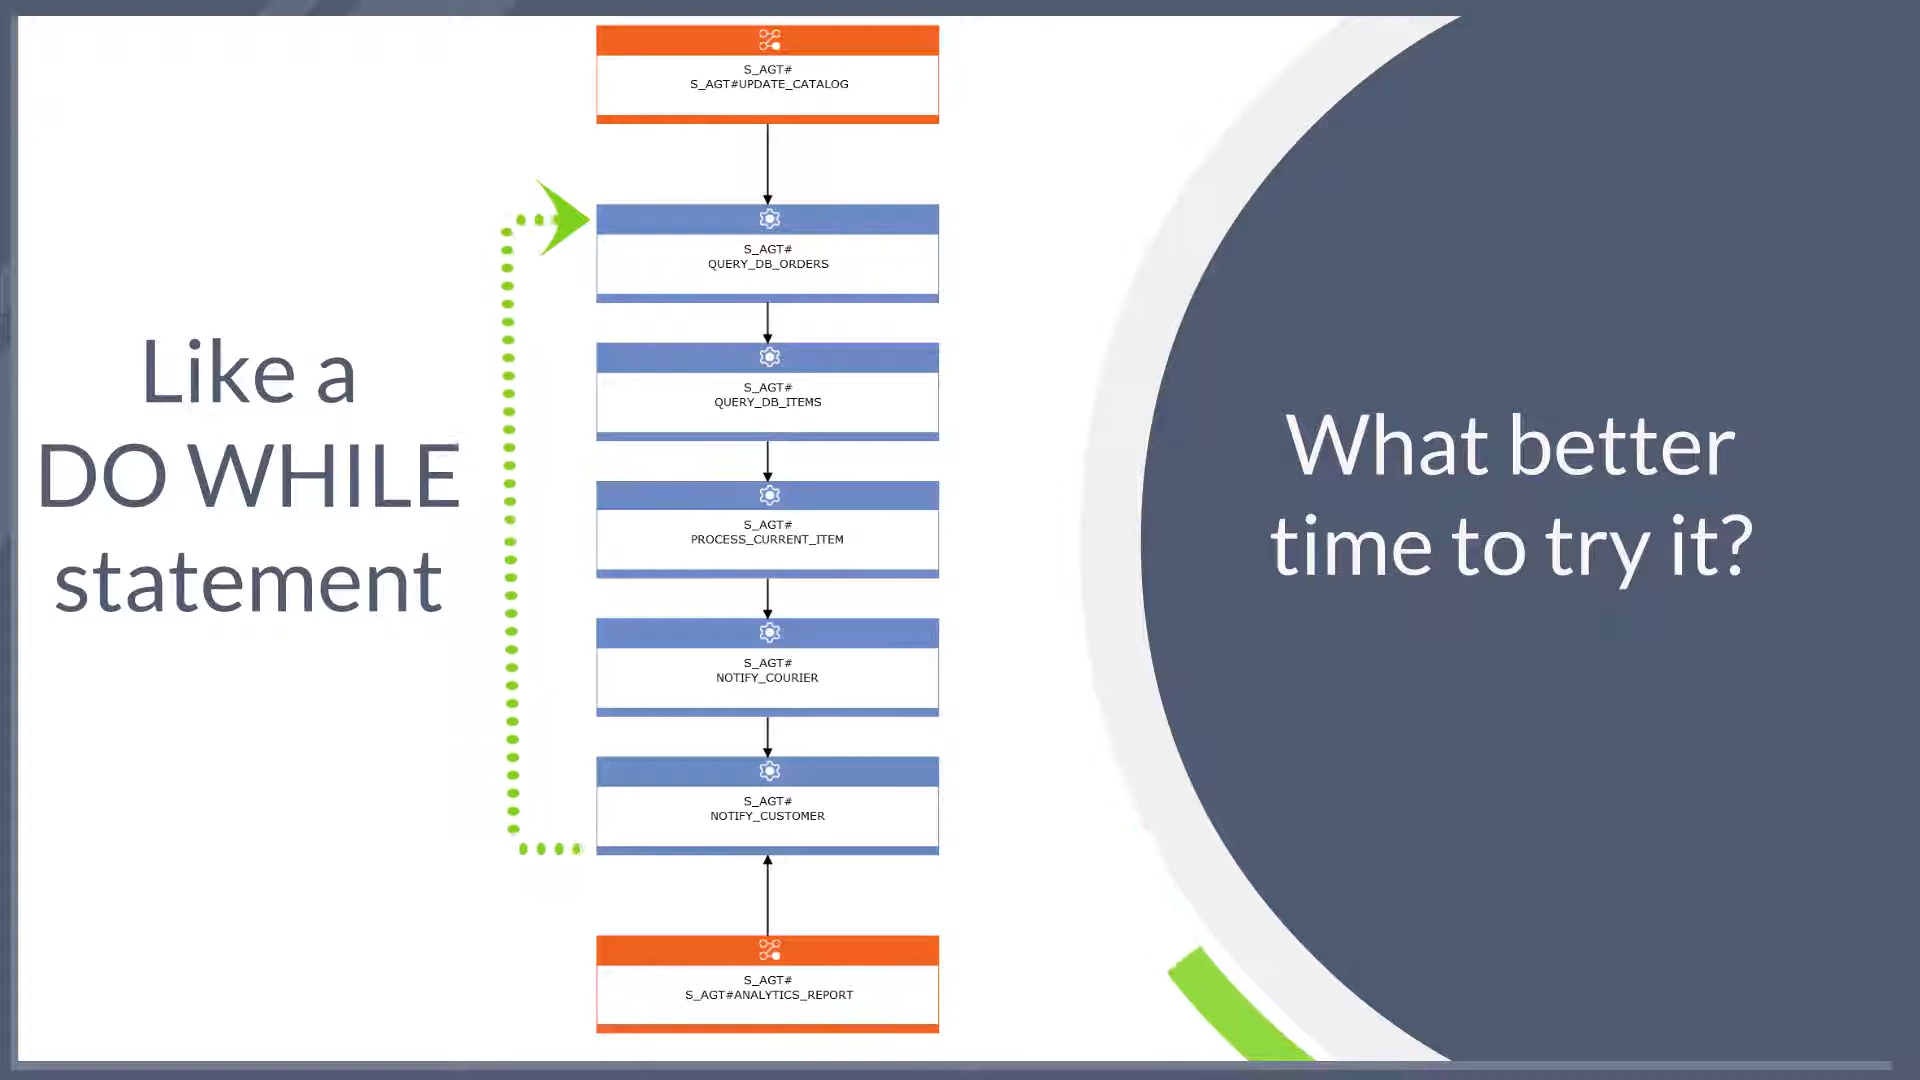 Like a
DO WHILE
statement
S_AGT#
S_AGT#UPDATE_CATALOG
S_AGT#
QUERY_DB_ORDERS
S_AGT#
QUERY_DB_ITEMS
S_AGT#
PROCESS_CURRENT_ITEM
S_AGT#
NOTIFY_COURIER
S_AGT#
NOTIFY_CUSTOMER
S_AGT#
S_AGT#ANALYTICS_REPORT
What better
time to try it?